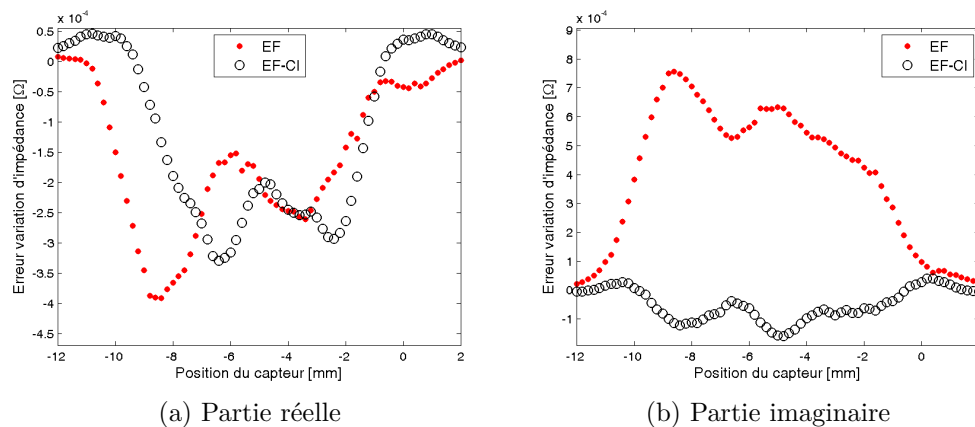 x 10⁻⁴
0.5
0
-0.5
-1
-1.5
-2
-2.5
-3
-3.5
-4
-4.5
Erreur variation d'impédance [Ω]
EF
EF-CI
-12 -10 -8 -6 -4 -2 0 2
Position du capteur [mm]
(a) Partie réelle
x 10⁻⁴
9
8
7
6
5
4
3
2
1
0
-1
Erreur variation d'impédance [Ω]
EF
EF-CI
-12 -10 -8 -6 -4 -2 0
Position du capteur [mm]
(b) Partie imaginaire